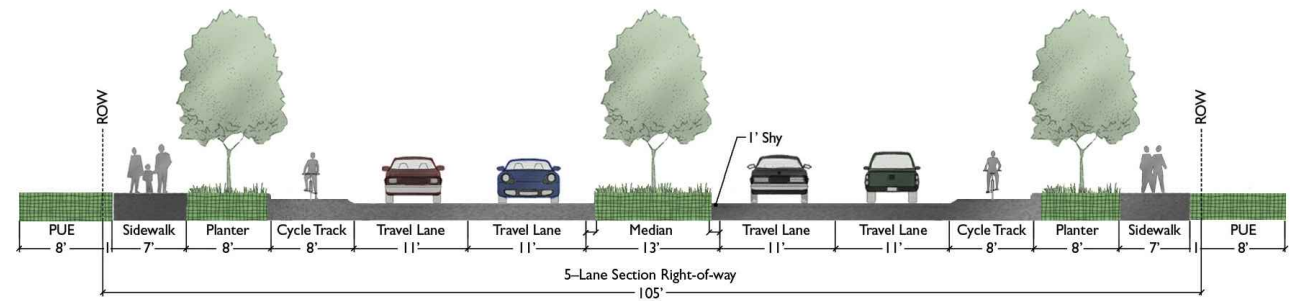 ROW
ROW
1' Shy
PUE Sidewalk Planter Cycle Track Travel Lane Travel Lane Median Travel Lane Travel Lane Cycle Track Planter Sidewalk PUE
8' 1' 7' 8' 8' 11' 11' 13' 11' 11' 8' 8' 7' 1 8'
5–Lane Section Right-of-way
105'